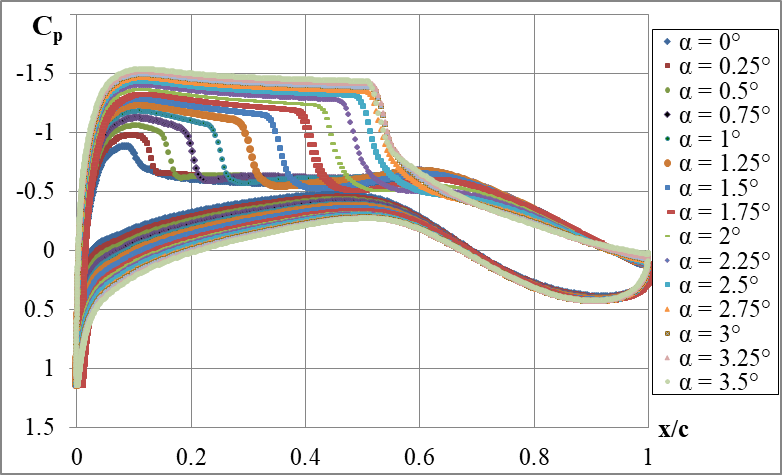 Cp
-1.5
-1
-0.5
0
0.5
1
1.5
0 0.2 0.4 0.6 0.8 1
x/c
α = 0°
α = 0.25°
α = 0.5°
α = 0.75°
α = 1°
α = 1.25°
α = 1.5°
α = 1.75°
α = 2°
α = 2.25°
α = 2.5°
α = 2.75°
α = 3°
α = 3.25°
α = 3.5°